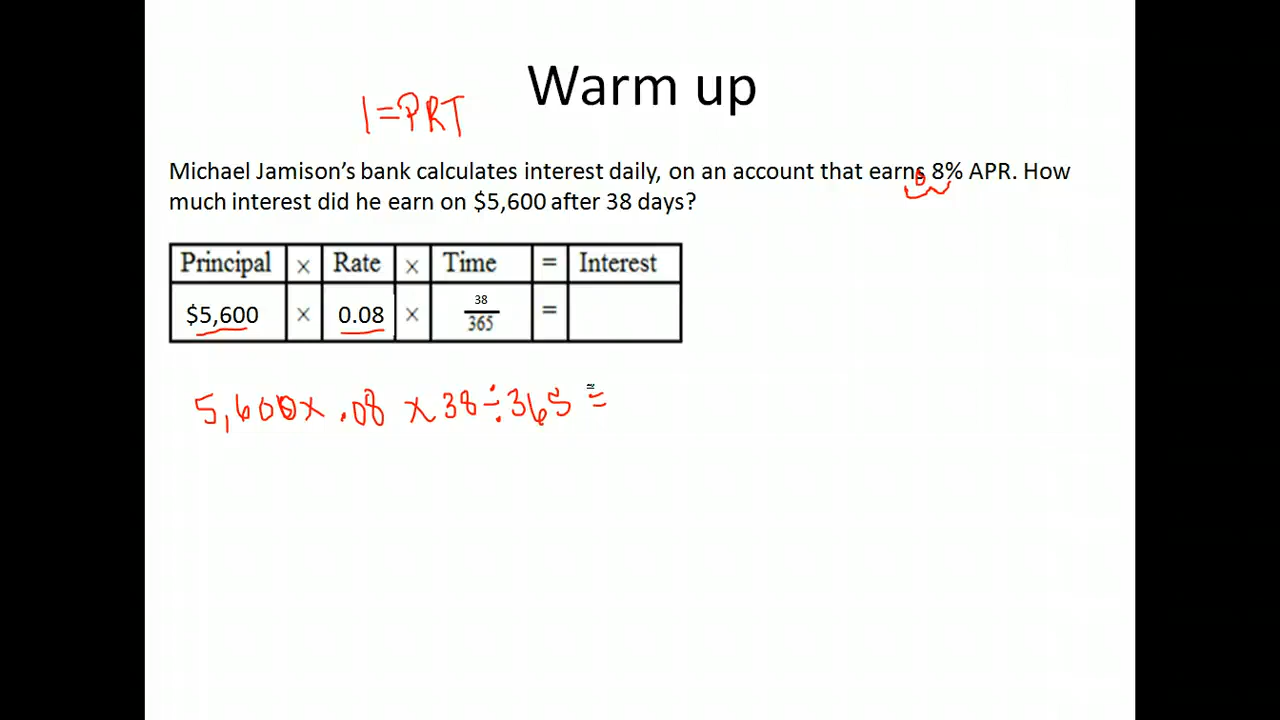 Warm up
I=PRT
Michael Jamison's bank calculates interest daily, on an account that earns 8% APR. How
0
much interest did he earn on $5,600 after 38 days?
Principal × Rate × Time = Interest
$5,600 × 0.08 × 38/365 =
5,600x .08 x 38÷365 =